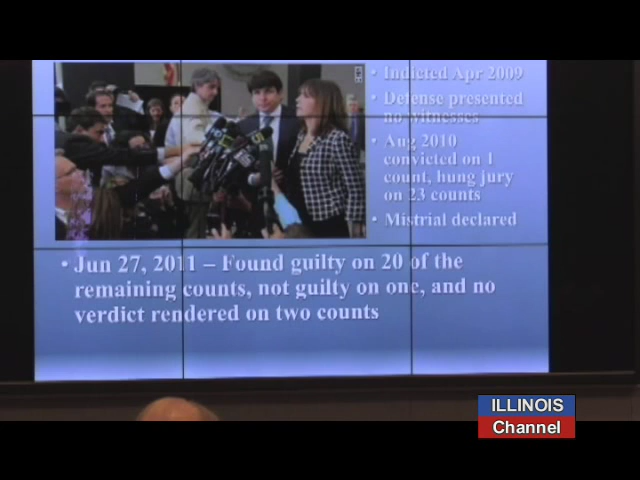 • Indicted Apr 2009
• Defense presented
no witnesses
• Aug 2010
convicted on 1
count, hung jury
on 23 counts
• Mistrial declared
• Jun 27, 2011 – Found guilty on 20 of the
remaining counts, not guilty on one, and no
verdict rendered on two counts
ILLINOIS
Channel